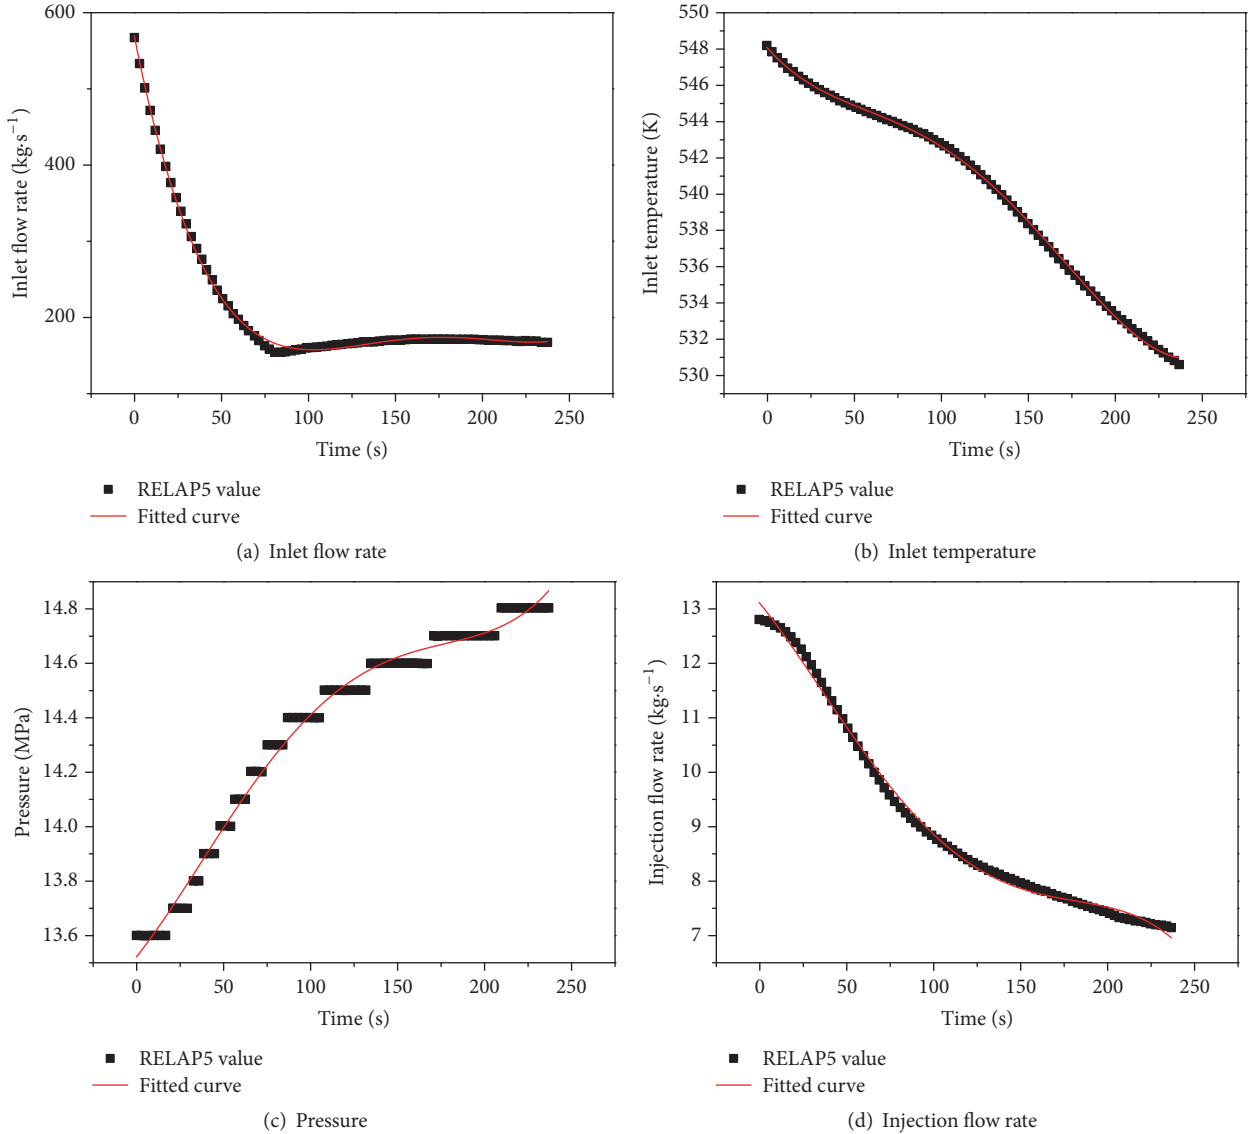 600
400
200
Inlet flow rate (kg·s⁻¹)
0 50 100 150 200 250
Time (s)
RELAP5 value
Fitted curve
(a) Inlet flow rate
550
548
546
544
542
540
538
536
534
532
530
Inlet temperature (K)
0 50 100 150 200 250
Time (s)
RELAP5 value
Fitted curve
(b) Inlet temperature
14.8
14.6
14.4
14.2
14.0
13.8
13.6
Pressure (MPa)
0 50 100 150 200 250
Time (s)
RELAP5 value
Fitted curve
(c) Pressure
13
12
11
10
9
8
7
Injection flow rate (kg·s⁻¹)
0 50 100 150 200 250
Time (s)
RELAP5 value
Fitted curve
(d) Injection flow rate